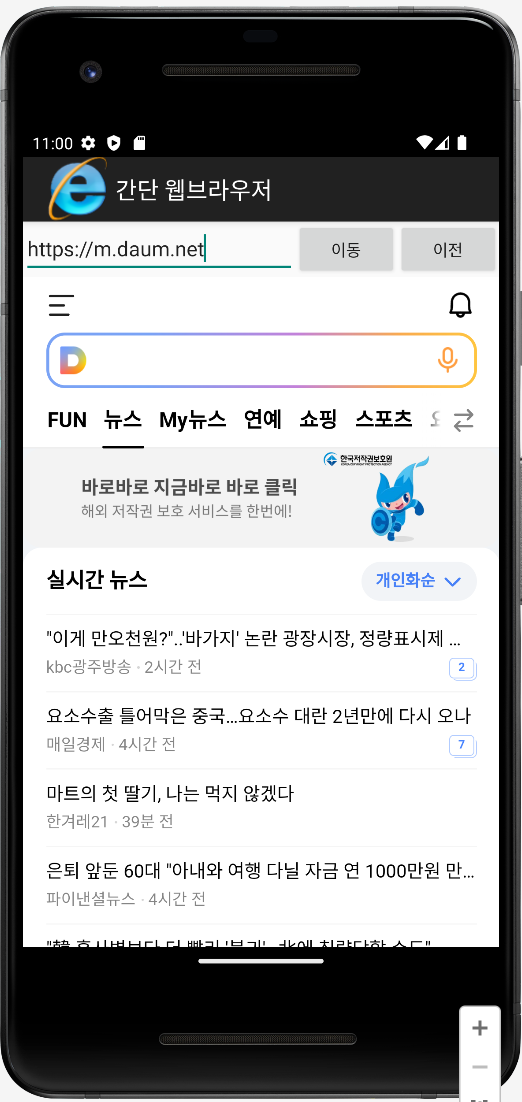 11:00
간단 웹브라우저
https://m.daum.net
이동
이전
FUN 뉴스 My뉴스 연예 쇼핑 스포츠
한국저작권보호원
바로바로 지금바로 바로 클릭
해외 저작권 보호 서비스를 한번에!
실시간 뉴스
개인화순
"이게 만오천원?"..'바가지' 논란 광장시장, 정량표시제 ...
kbc광주방송 · 2시간 전
2
요소수출 틀어막은 중국…요소수 대란 2년만에 다시 오나
매일경제 · 4시간 전
7
마트의 첫 딸기, 나는 먹지 않겠다
한겨레21 · 39분 전
은퇴 앞둔 60대 "아내와 여행 다닐 자금 연 1000만원 만...
파이낸셜뉴스 · 4시간 전